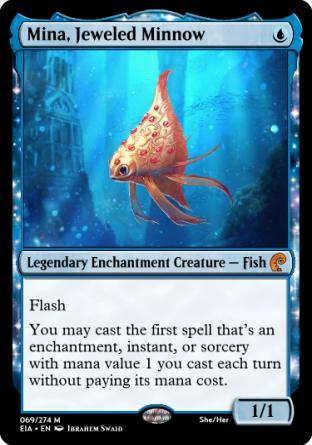 Mina, Jeweled Minnow
Legendary Enchantment Creature — Fish
Flash
You may cast the first spell that's an
enchantment, instant, or sorcery
with mana value 1 you cast each turn
without paying its mana cost.
1/1
069/274 M
She/Her
EIA • EN Ibrahem Swaid